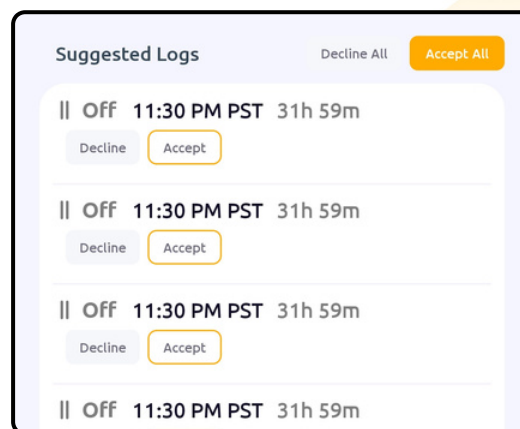 Suggested Logs Decline All Accept All
Off 11:30 PM PST 31h 59m
Decline Accept
Off 11:30 PM PST 31h 59m
Decline Accept
Off 11:30 PM PST 31h 59m
Decline Accept
Off 11:30 PM PST 31h 59m